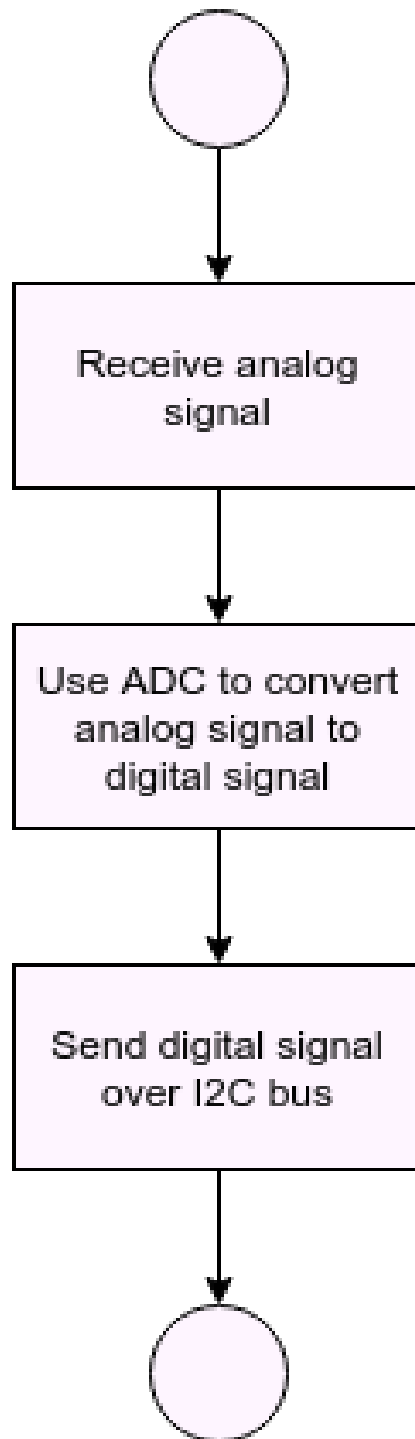 Receive analog
signal
Use ADC to convert
analog signal to
digital signal
Send digital signal
over I2C bus